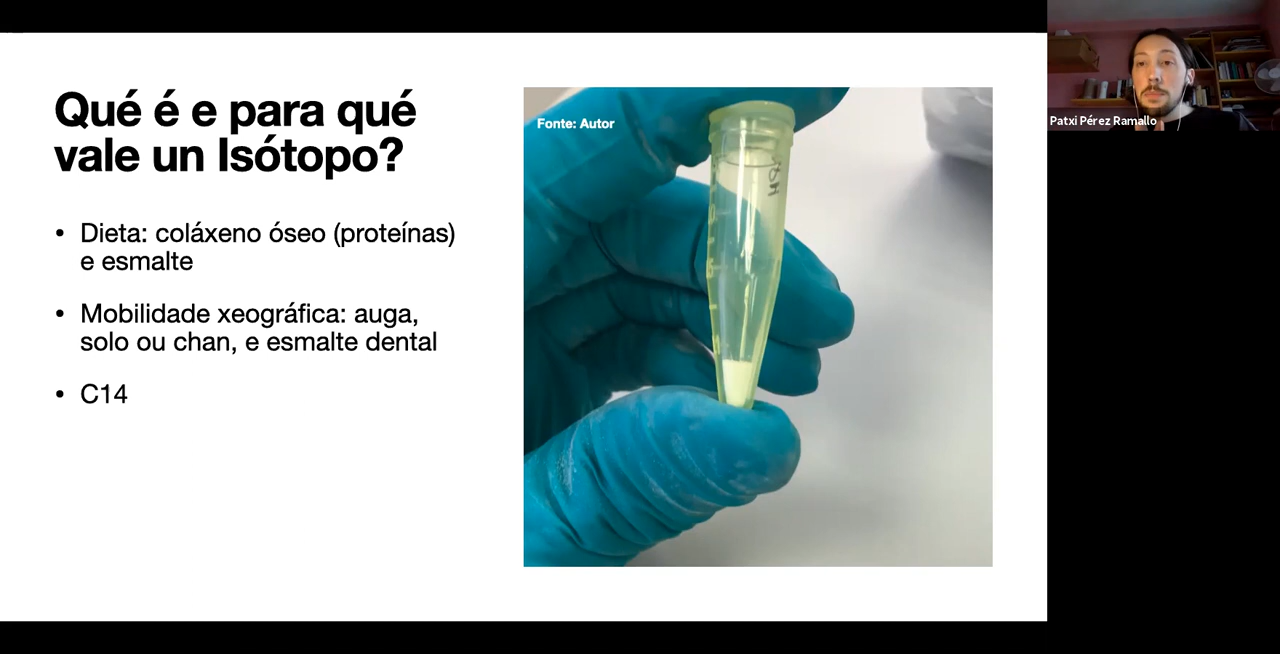 Qué é e para qué
vale un Isótopo?
• Dieta: coláxeno óseo (proteínas)
e esmalte
• Mobilidade xeográfica: auga,
solo ou chan, e esmalte dental
• C14
Fonte: Autor
Patxi Pérez Ramallo